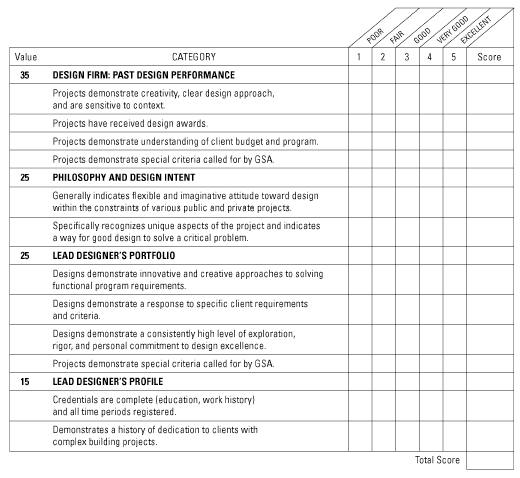 POOR
FAIR
GOOD
VERY GOOD
EXCELLENT
Value CATEGORY 1 2 3 4 5 Score
35 DESIGN FIRM: PAST DESIGN PERFORMANCE
Projects demonstrate creativity, clear design approach,
and are sensitive to context.
Projects have received design awards.
Projects demonstrate understanding of client budget and program.
Projects demonstrate special criteria called for by GSA.
25 PHILOSOPHY AND DESIGN INTENT
Generally indicates flexible and imaginative attitude toward design
within the constraints of various public and private projects.
Specifically recognizes unique aspects of the project and indicates
a way for good design to solve a critical problem.
25 LEAD DESIGNER'S PORTFOLIO
Designs demonstrate innovative and creative approaches to solving
functional program requirements.
Designs demonstrate a response to specific client requirements
and criteria.
Designs demonstrate a consistently high level of exploration,
rigor, and personal commitment to design excellence.
Projects demonstrate special criteria called for by GSA.
15 LEAD DESIGNER'S PROFILE
Credentials are complete (education, work history)
and all time periods registered.
Demonstrates a history of dedication to clients with
complex building projects.
Total Score